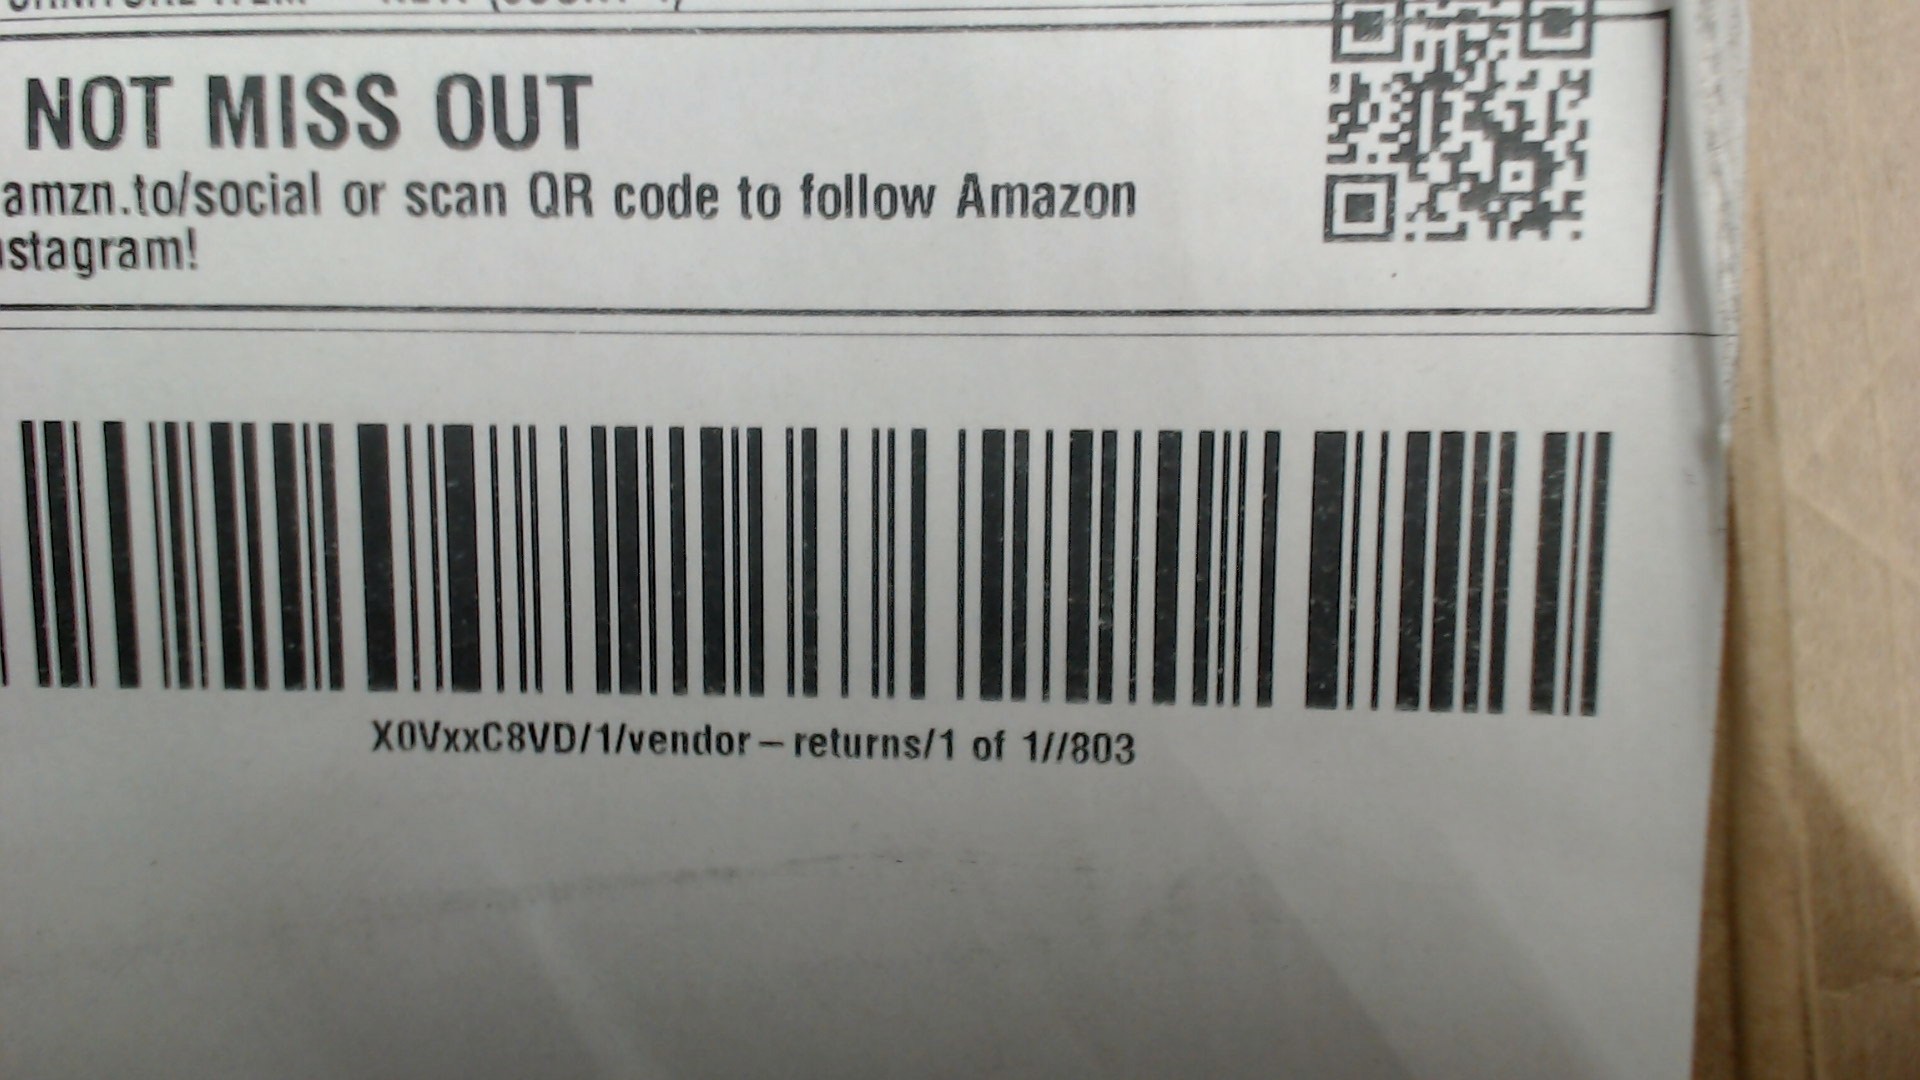 NOT MISS OUT
amzn.to/social or scan QR code to follow Amazon
stagram!
X0VxxC8VD/1/vendor–returns/1 of 1//803